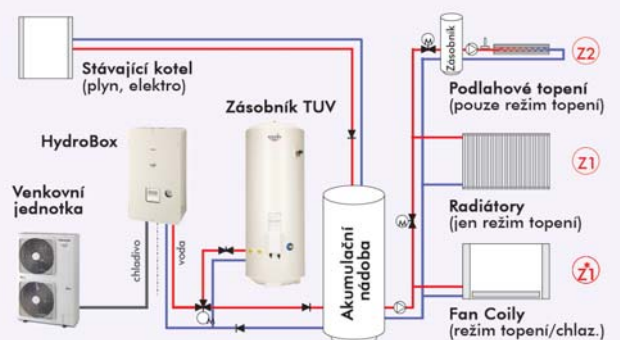 Stávající kotel
(plyn, elektro)
Zásobník TUV
HydroBox
Venkovní
jednotka
chladivo
voda
M
Akumulační
nádoba
M
M
Zásobník
Z2
Podlahové topení
(pouze režim topení)
Z1
Radiátory
(jen režim topení)
Z1*
Fan Coily
(režim topení/chlaz.)